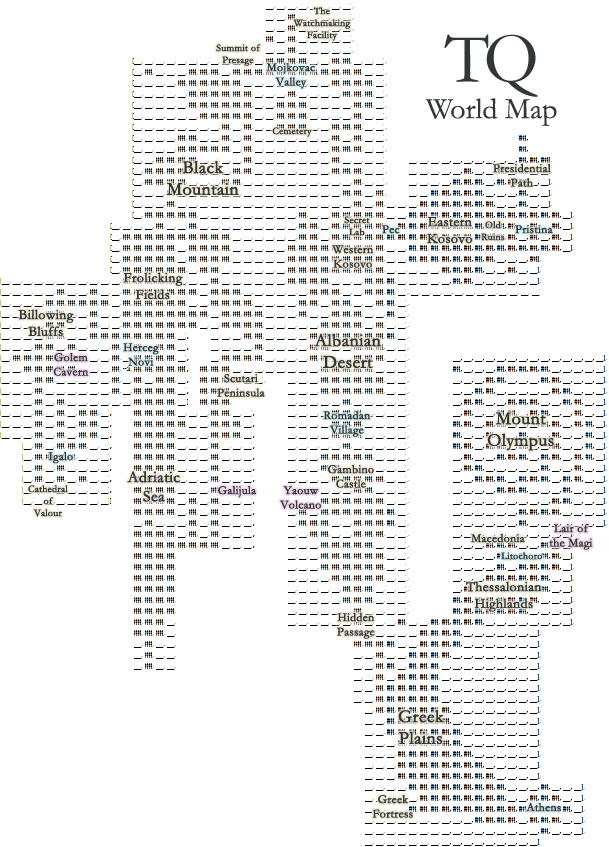 TQ
World Map
The
Watchmaking
Facility
Summit of
Presage
Mojkovac
Valley
Cemetery
Black
Mountain
Presidential
Path
Secret
Lab
Peć
Eastern
Kosovo
Old
Ruins
Pristina
Western
Kosovo
Frolicking
Fields
Billowing
Bluffs
Golem
Cavern
Herceg
Novi
Albanian
Desert
Scutari
Peninsula
Romadan
Village
Mount
Olympus
Igalo
Cathedral
of
Valour
Adriatic
Sea
Galijula
Yaouw
Volcano
Gambino
Castle
Macedonia
Lair of
the Magi
Litochoro
Thessalonian
Highlands
Hidden
Passage
Greek
Plains
Greek
Fortress
Athens